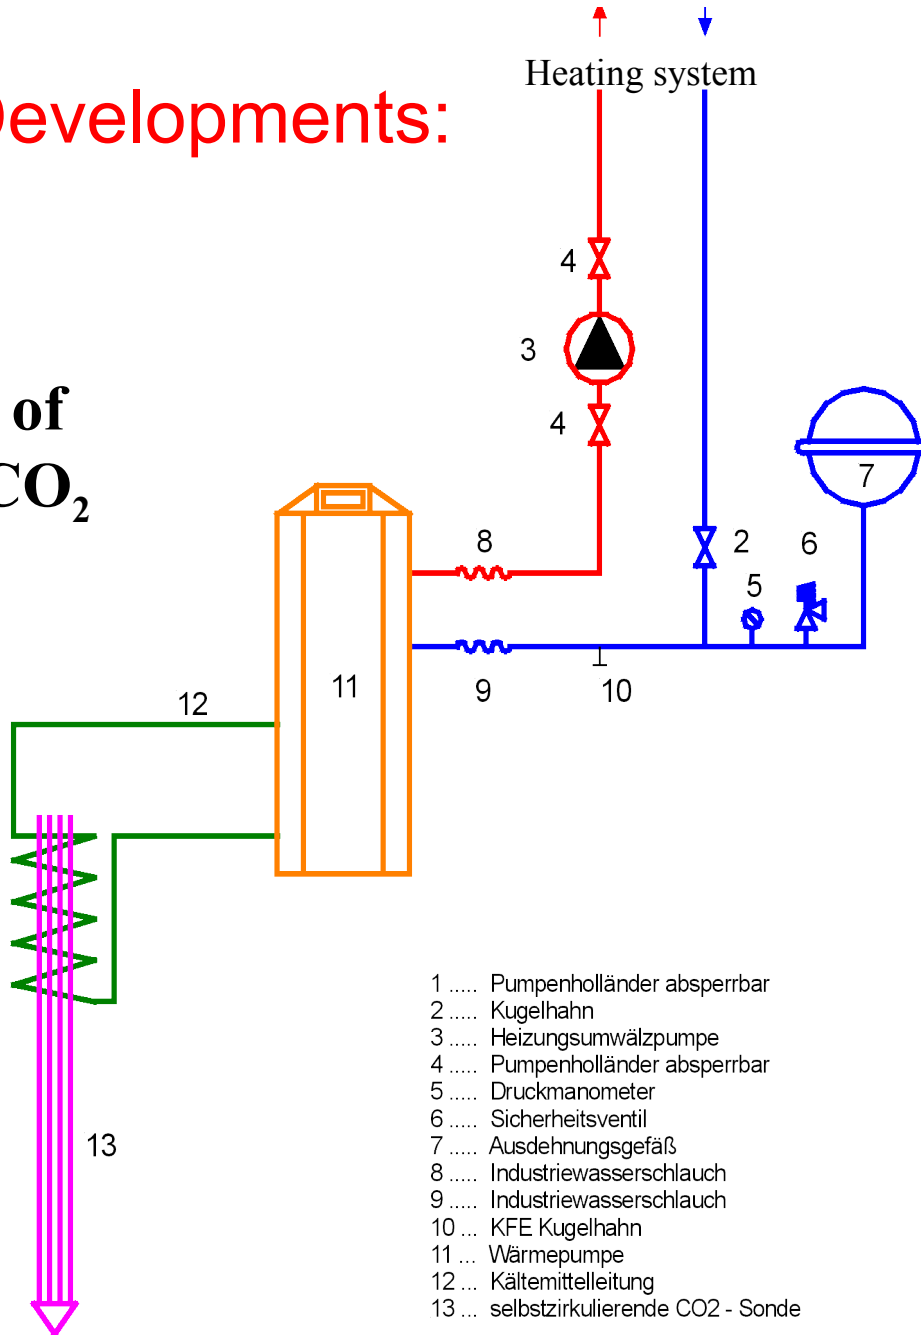 Heating system
Developments:
4
3
of
4
CO₂
7
8
2
6
5
11
9
10
12
13
1 ..... Pumpenholländer absperrbar
2 ..... Kugelhahn
3 ..... Heizungsumwälzpumpe
4 ..... Pumpenholländer absperrbar
5 ..... Druckmanometer
6 ..... Sicherheitsventil
7 ..... Ausdehnungsgefäß
8 ..... Industriewasserschlauch
9 ..... Industriewasserschlauch
10 ... KFE Kugelhahn
11 ... Wärmepumpe
12 ... Kältemittelleitung
13 ... selbstzirkulierende CO2 - Sonde